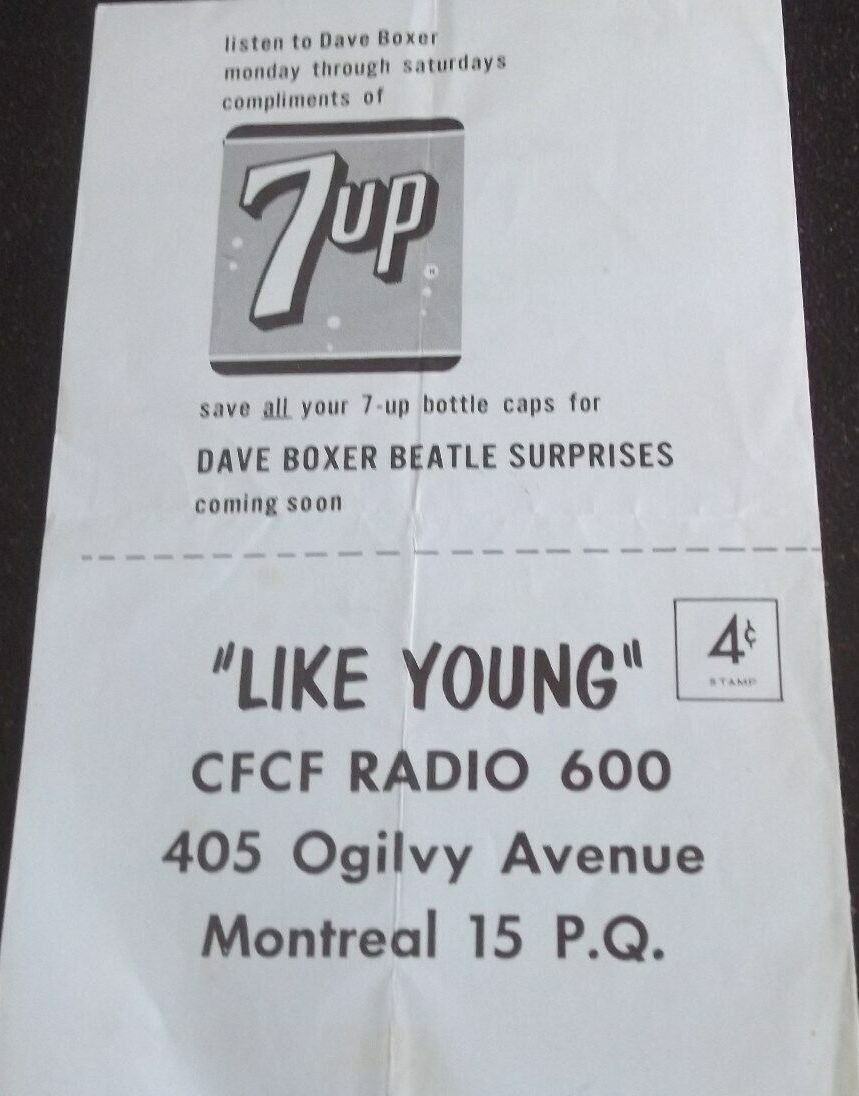 listen to Dave Boxer
monday through saturdays
compliments of
7up
save all your 7-up bottle caps for
DAVE BOXER BEATLE SURPRISES
coming soon
"LIKE YOUNG"
4¢
STAMP
CFCF RADIO 600
405 Ogilvy Avenue
Montreal 15 P.Q.